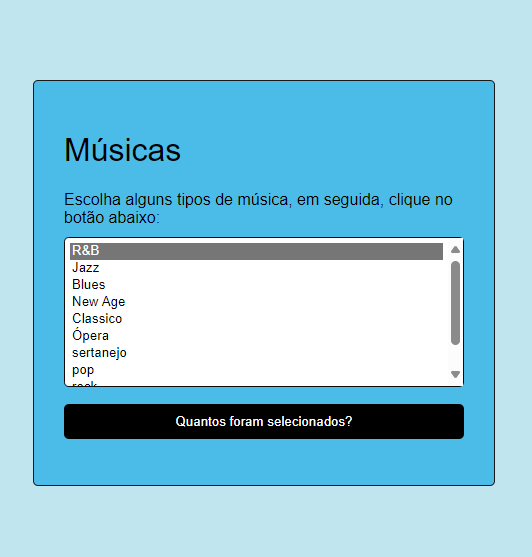 Músicas
Escolha alguns tipos de música, em seguida, clique no
botão abaixo:
R&B
Jazz
Blues
New Age
Classico
Ópera
sertanejo
pop
rock
Quantos foram selecionados?